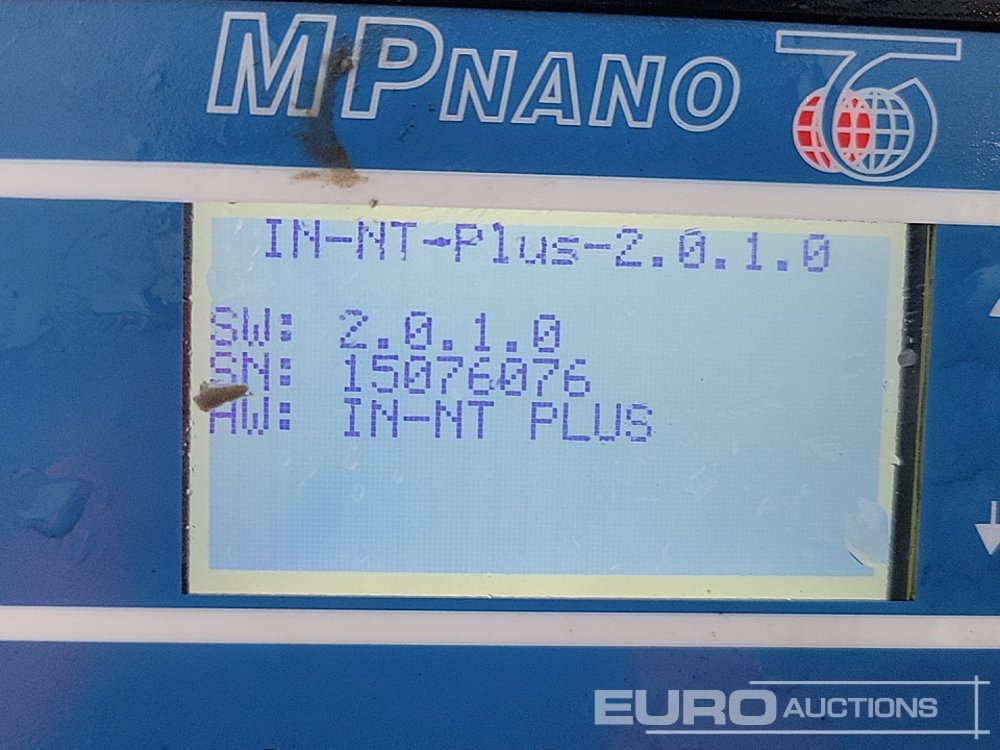 MPNANO
IN-NT-Plus-2.0.1.0
SW: 2.0.1.0
SN: 15076076
HW: IN-NT PLUS
EURO AUCTIONS